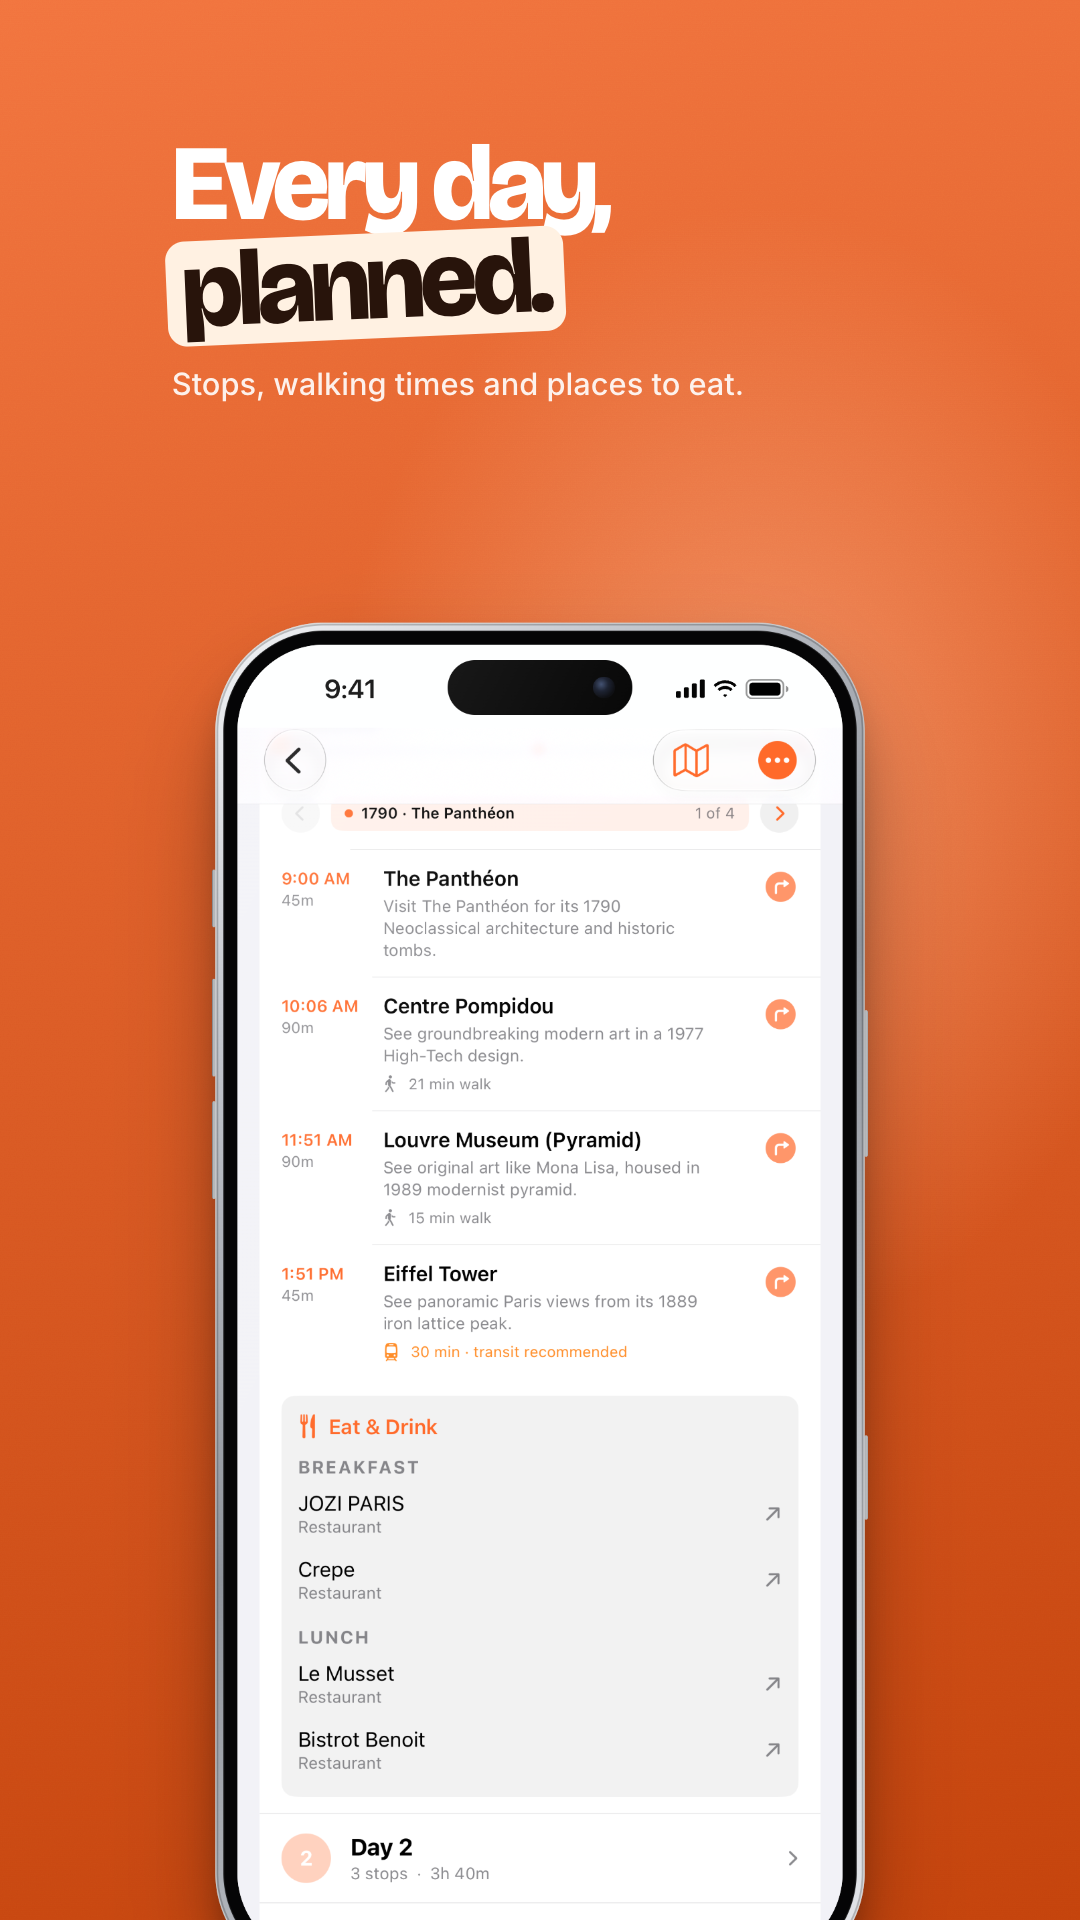 Every day,
planned.
Stops, walking times and places to eat.
9:41
1790 · The Panthéon 1 of 4
9:00 AM The Panthéon
45m Visit The Panthéon for its 1790
Neoclassical architecture and historic
tombs.
10:06 AM Centre Pompidou
90m See groundbreaking modern art in a 1977
High-Tech design.
21 min walk
11:51 AM Louvre Museum (Pyramid)
90m See original art like Mona Lisa, housed in
1989 modernist pyramid.
15 min walk
1:51 PM Eiffel Tower
45m See panoramic Paris views from its 1889
iron lattice peak.
30 min · transit recommended
Eat & Drink
BREAKFAST
JOZI PARIS
Restaurant
Crepe
Restaurant
LUNCH
Le Musset
Restaurant
Bistrot Benoit
Restaurant
2 Day 2
3 stops · 3h 40m